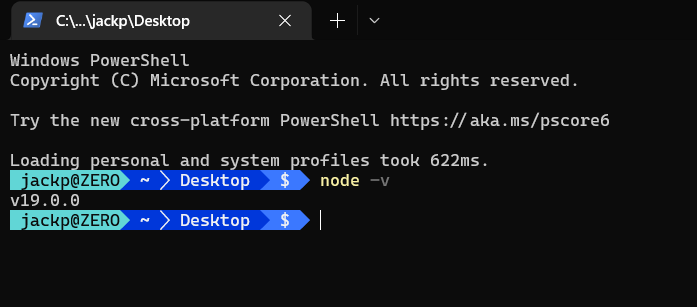 C:\...\jackp\Desktop
Windows PowerShell
Copyright (C) Microsoft Corporation. All rights reserved.
Try the new cross-platform PowerShell https://aka.ms/pscore6
Loading personal and system profiles took 622ms.
jackp@ZERO ~ Desktop $ node -v
v19.0.0
jackp@ZERO ~ Desktop $